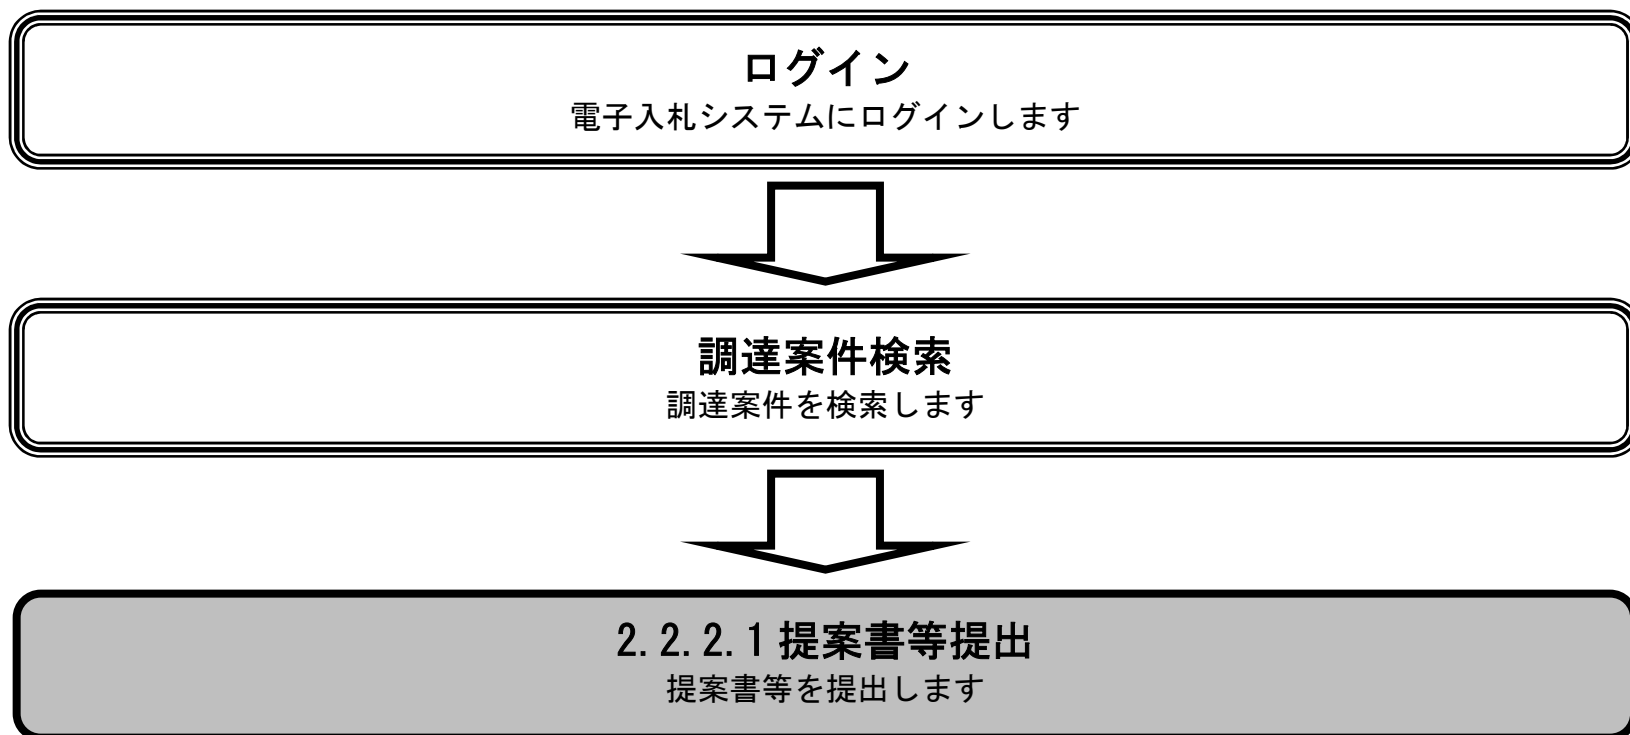 ログイン
電子入札システムにログインします
調達案件検索
調達案件を検索します
2.2.2.1 提案書等提出
提案書等を提出します